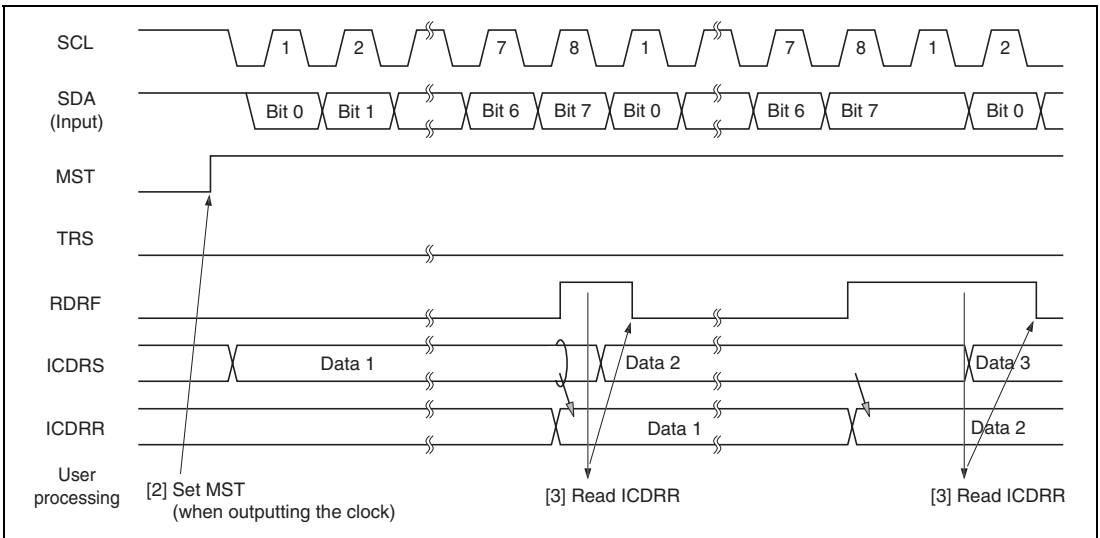 SCL 1 2 7 8 1 7 8 1 2
SDA
(Input) Bit 0 Bit 1 Bit 6 Bit 7 Bit 0 Bit 6 Bit 7 Bit 0
MST
TRS
RDRF
ICDRS Data 1 Data 2 Data 3
ICDRR Data 1 Data 2
User
processing
[2] Set MST
(when outputting the clock)
[3] Read ICDRR
[3] Read ICDRR